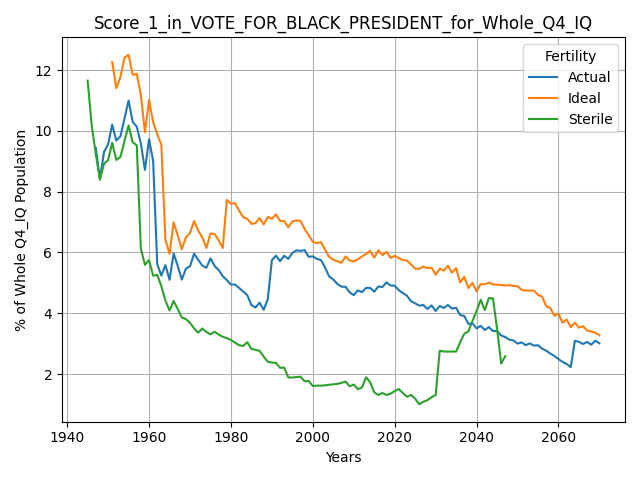 Score_1_in_VOTE_FOR_BLACK_PRESIDENT_for_Whole_Q4_IQ
Fertility
Actual
Ideal
Sterile
% of Whole Q4_IQ Population
12
10
8
6
4
2
1940 1960 1980 2000 2020 2040 2060
Years